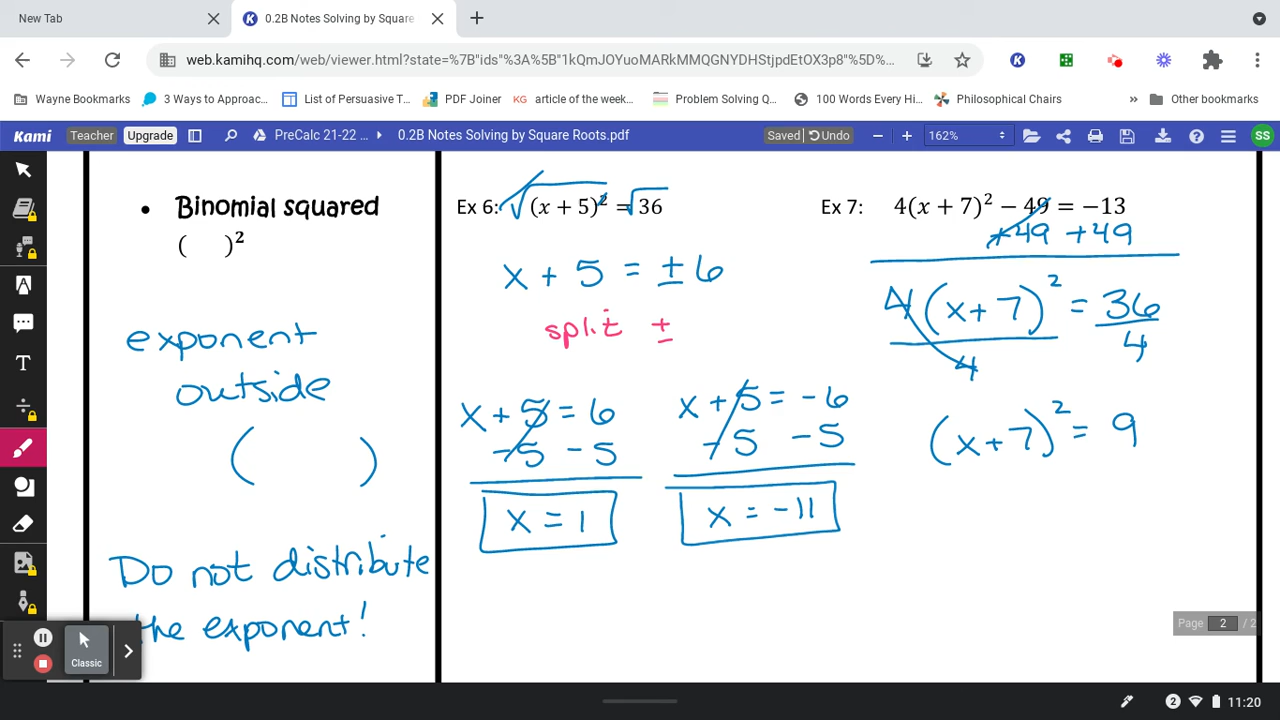 New Tab
0.2B Notes Solving by Square
web.kamihq.com/web/viewer.html?state=%7B"ids"%3A%5B"1kQmJOYuoMARkMMQGNYDHStjpdEtOX3p8"%5D%...
Wayne Bookmarks
3 Ways to Approac...
List of Persuasive T...
PDF Joiner
KG article of the week...
Problem Solving Q...
100 Words Every Hi...
Philosophical Chairs
»
Other bookmarks
Kami
Teacher
Upgrade
PreCalc 21-22 ...
0.2B Notes Solving by Square Roots.pdf
Saved
Undo
162%
SS
• Binomial squared
( )²
exponent
outside
( )
Do not distribute
the exponent!
Ex 6: √(x + 5)² = √36
x + 5 = ± 6
split ±
x + 5 = 6
-5 -5
x = 1
x + 5 = -6
-5 -5
x = -11
Ex 7: 4(x + 7)² − 49 = −13
+49 +49
4(x + 7)² = 36
4 4
(x + 7)² = 9
Page 2 / 2
Classic
2
11:20